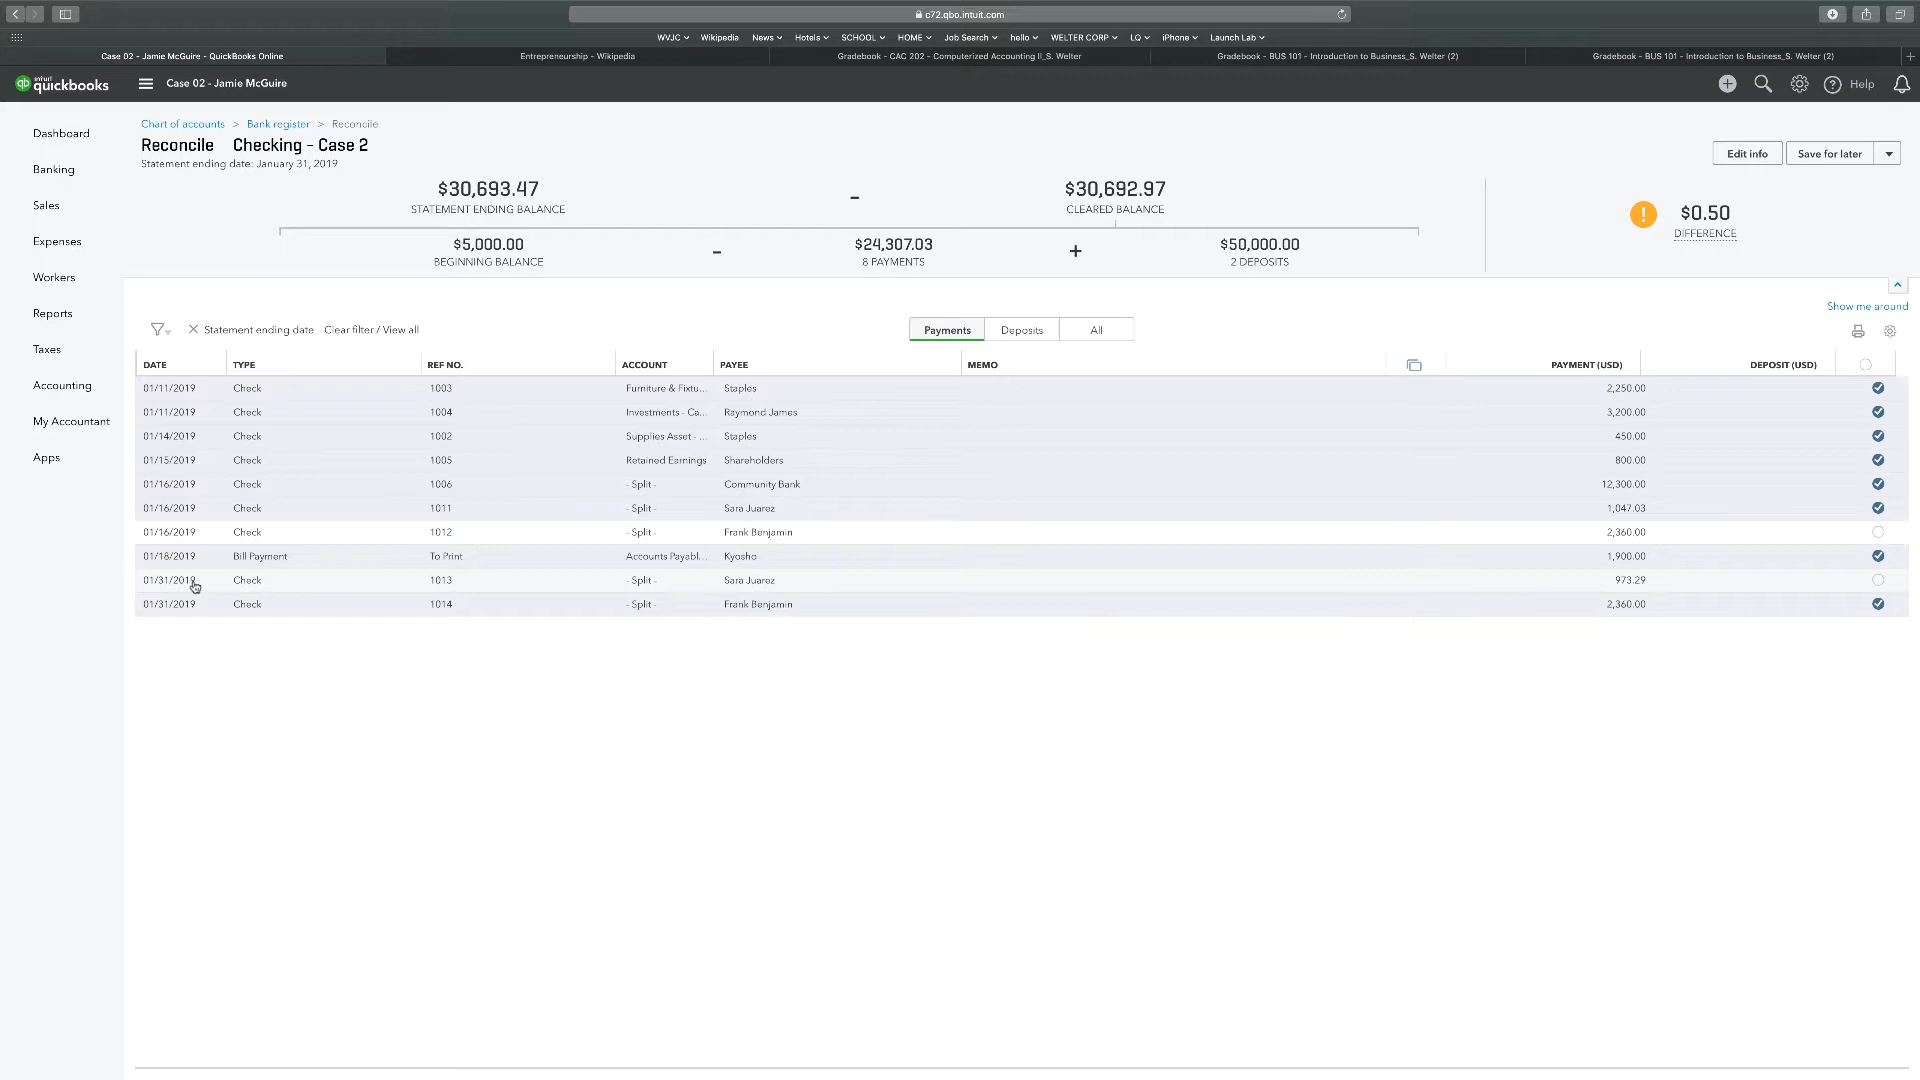 c72.qbo.intuit.com
WVJC Wikipedia News Hotels SCHOOL HOME Job Search hello WELTER CORP LQ iPhone Launch Lab
Case 02 - Jamie McGuire - QuickBooks Online Entrepreneurship - Wikipedia Gradebook - CAC 202 - Computerized Accounting II_S. Welter Gradebook - BUS 101 - Introduction to Business_S. Welter (2) Gradebook - BUS 101 - Introduction to Business_S. Welter (2)
intuit quickbooks Case 02 - Jamie McGuire Help
Dashboard
Banking
Sales
Expenses
Workers
Reports
Taxes
Accounting
My Accountant
Apps
Chart of accounts > Bank register > Reconcile
Reconcile Checking - Case 2
Statement ending date: January 31, 2019
Edit info Save for later
$30,693.47 - $30,692.97
STATEMENT ENDING BALANCE CLEARED BALANCE
$5,000.00 - $24,307.03 + $50,000.00
BEGINNING BALANCE 8 PAYMENTS 2 DEPOSITS
! $0.50
DIFFERENCE
Show me around
Statement ending date Clear filter / View all Payments Deposits All
DATE TYPE REF NO. ACCOUNT PAYEE MEMO PAYMENT (USD) DEPOSIT (USD)
01/11/2019 Check 1003 Furniture & Fixtu... Staples 2,250.00
01/11/2019 Check 1004 Investments - Ca... Raymond James 3,200.00
01/14/2019 Check 1002 Supplies Asset - ... Staples 450.00
01/15/2019 Check 1005 Retained Earnings Shareholders 800.00
01/16/2019 Check 1006 - Split - Community Bank 12,300.00
01/16/2019 Check 1011 - Split - Sara Juarez 1,047.03
01/16/2019 Check 1012 - Split - Frank Benjamin 2,360.00
01/18/2019 Bill Payment To Print Accounts Payabl... Kyosho 1,900.00
01/31/2019 Check 1013 - Split - Sara Juarez 973.29
01/31/2019 Check 1014 - Split - Frank Benjamin 2,360.00